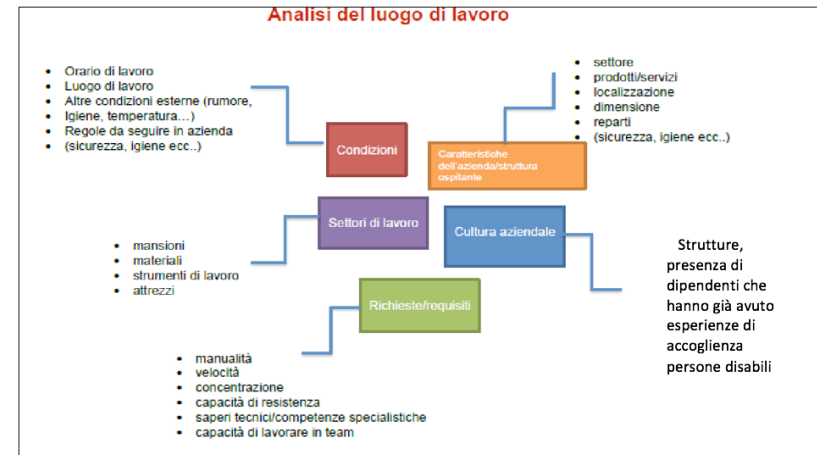 Analisi del luogo di lavoro
• Orario di lavoro
• Luogo di lavoro
• Altre condizioni esterne (rumore,
• Igiene, temperatura…)
• Regole da seguire in azienda
• (sicurezza, igiene ecc..)
• settore
• prodotti/servizi
• localizzazione
• dimensione
• reparti
• (sicurezza, igiene ecc..)
Condizioni
Caratteristiche
dell'azienda/struttura
ospitante
Settori di lavoro
Cultura aziendale
• mansioni
• materiali
• strumenti di lavoro
• attrezzi
Strutture,
presenza di
dipendenti che
hanno già avuto
esperienze di
accoglienza
persone disabili
Richieste/requisiti
• manualità
• velocità
• concentrazione
• capacità di resistenza
• saperi tecnici/competenze specialistiche
• capacità di lavorare in team